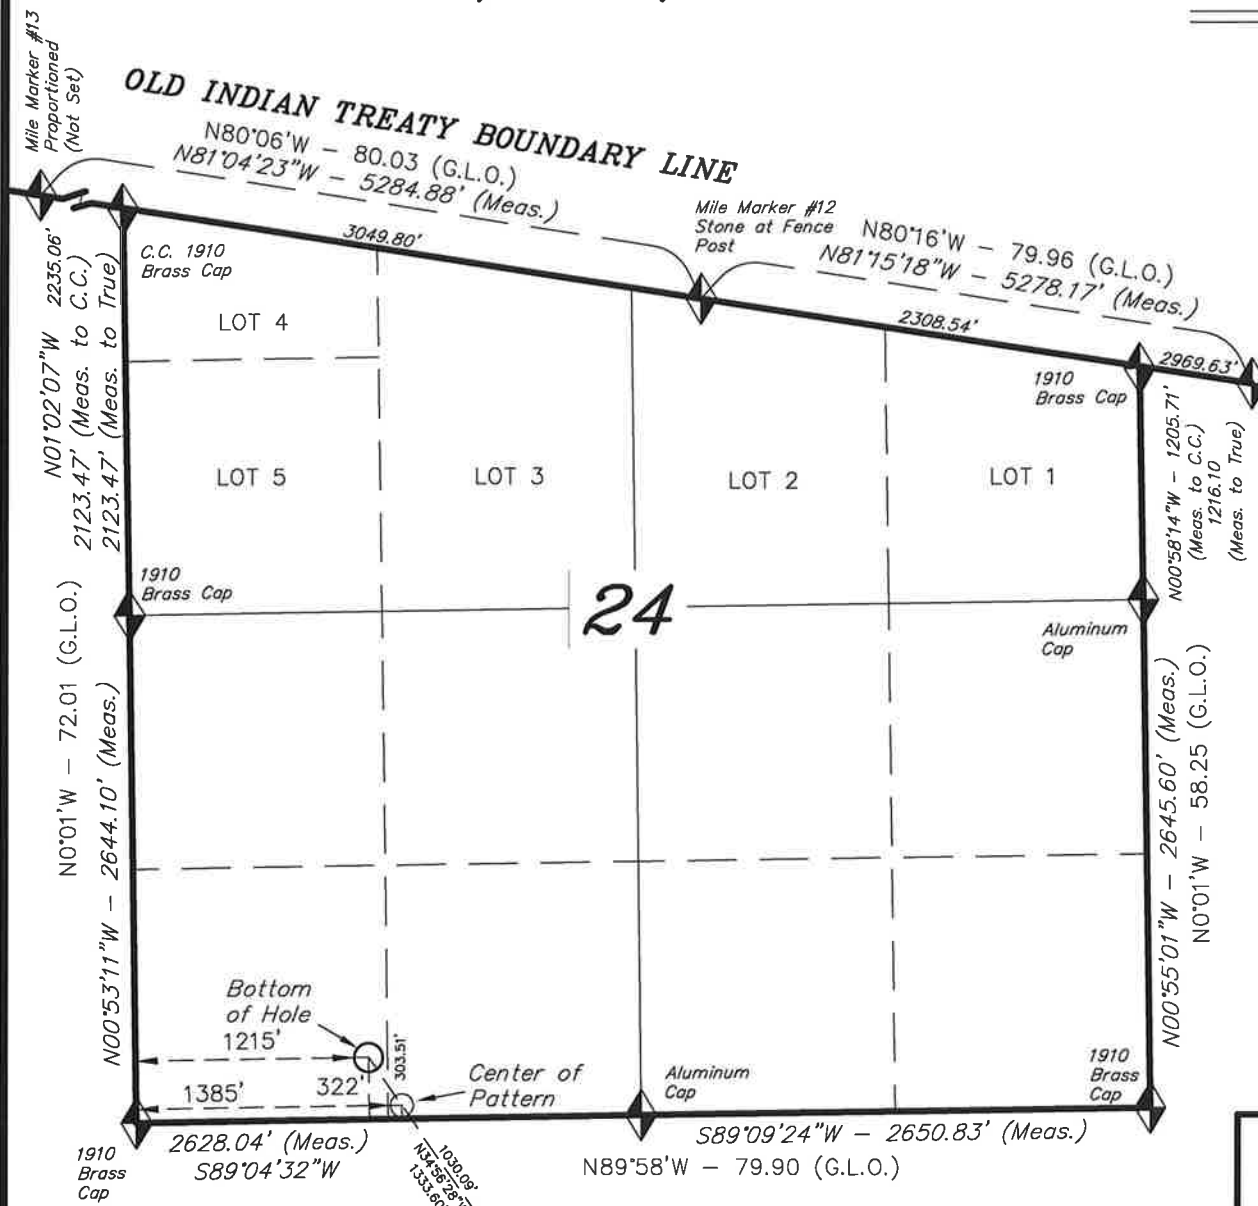 Mile Marker #13
Proportioned
(Not Set)
OLD INDIAN TREATY BOUNDARY LINE
N80°06'W - 80.03 (G.L.O.)
N81°04'23"W - 5284.88' (Meas.)
Mile Marker #12
Stone at Fence
Post
N80°16'W - 79.96 (G.L.O.)
N81°15'18"W - 5278.17' (Meas.)
2235.06'
3049.80'
2308.54'
2969.63'
C.C. 1910
Brass Cap
1910
Brass Cap
N01°02'07"W
2123.47' (Meas. to C.C.)
2123.47' (Meas. to True)
N00°58'14"W - 1205.71'
(Meas. to C.C.)
1216.10
(Meas. to True)
LOT 4
LOT 5
LOT 3
LOT 2
LOT 1
1910
Brass Cap
24
Aluminum
Cap
N0°01'W - 72.01 (G.L.O.)
N00°53'11"W - 2644.10' (Meas.)
N00°55'01"W - 2645.60' (Meas.)
N0°01'W - 58.25 (G.L.O.)
Bottom
of Hole
1215'
303.51'
1385'
322'
Center of
Pattern
Aluminum
Cap
1910
Brass
Cap
1910
Brass
Cap
2628.04' (Meas.)
S89°04'32"W
1030.09'
N34°56'28"
1333.60
S89°09'24"W - 2650.83' (Meas.)
N89°58'W - 79.90 (G.L.O.)